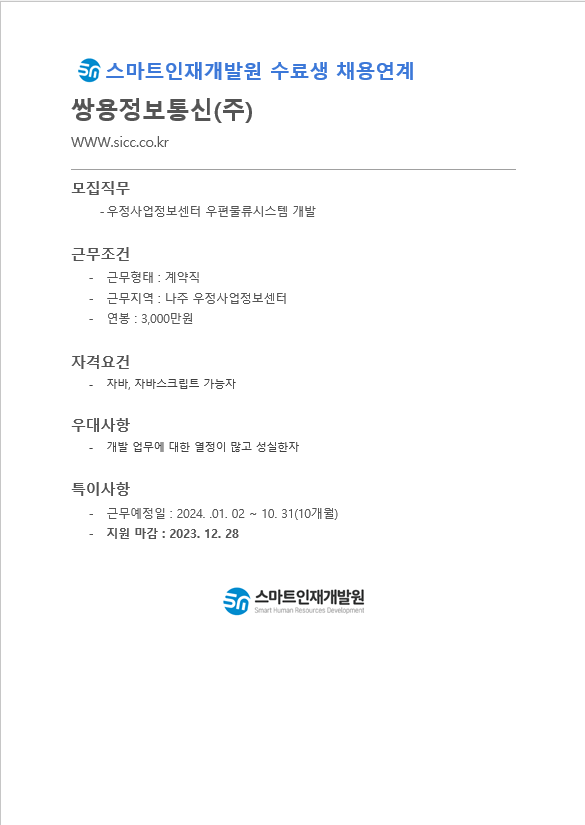 스마트인재개발원 수료생 채용연계
쌍용정보통신(주)
WWW.sicc.co.kr
모집직무
- 우정사업정보센터 우편물류시스템 개발
근무조건
- 근무형태 : 계약직
- 근무지역 : 나주 우정사업정보센터
- 연봉 : 3,000만원
자격요건
- 자바, 자바스크립트 가능자
우대사항
- 개발 업무에 대한 열정이 많고 성실한자
특이사항
- 근무예정일 : 2024. .01. 02 ~ 10. 31(10개월)
- 지원 마감 : 2023. 12. 28
스마트인재개발원
Smart Human Resources Development